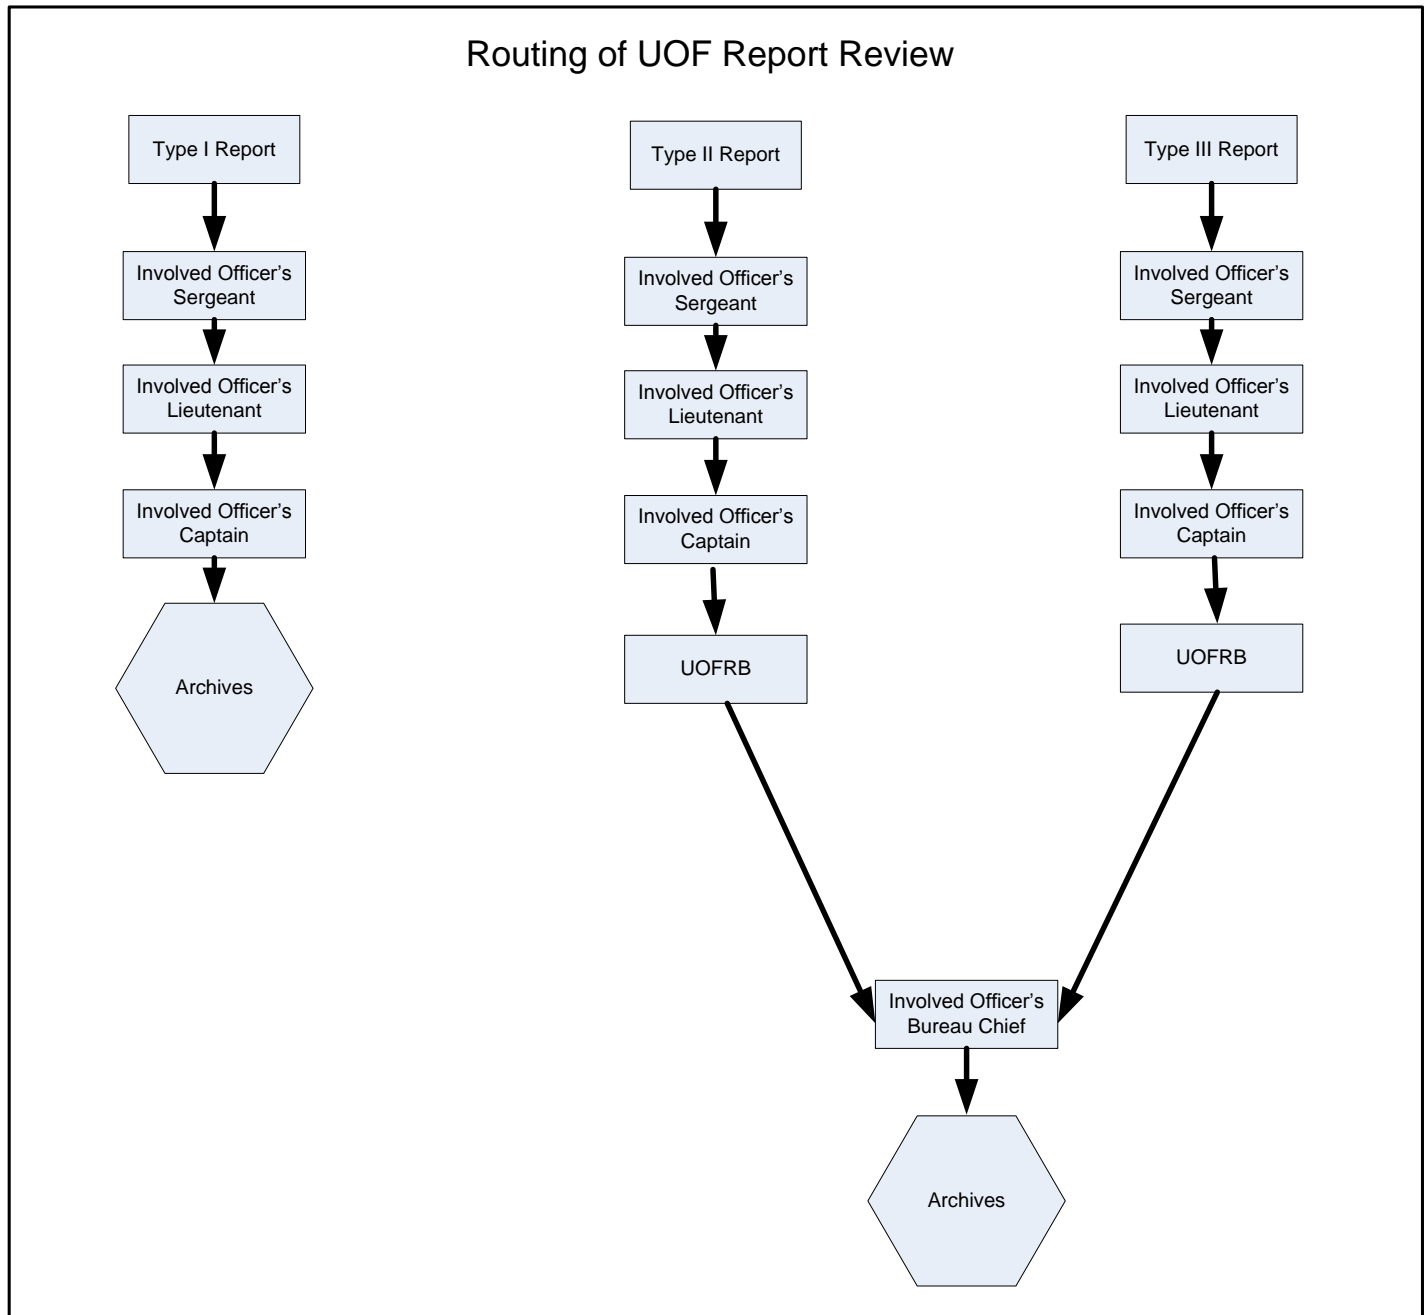 Routing of UOF Report Review
Type I Report
Involved Officer's
Sergeant
Involved Officer's
Lieutenant
Involved Officer's
Captain
Archives
Type II Report
Involved Officer's
Sergeant
Involved Officer's
Lieutenant
Involved Officer's
Captain
UOFRB
Type III Report
Involved Officer's
Sergeant
Involved Officer's
Lieutenant
Involved Officer's
Captain
UOFRB
Involved Officer's
Bureau Chief
Archives